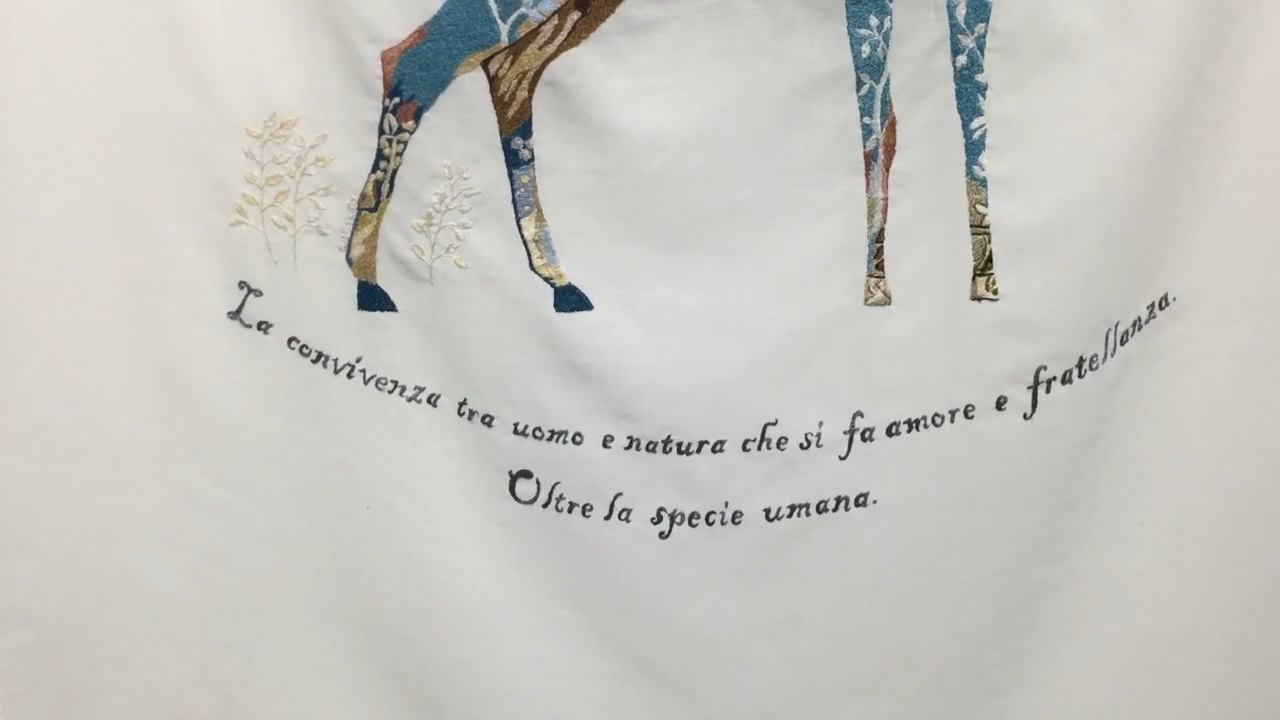 La convivenza tra uomo e natura che si fa amore e fratellanza.
Oltre la specie umana.